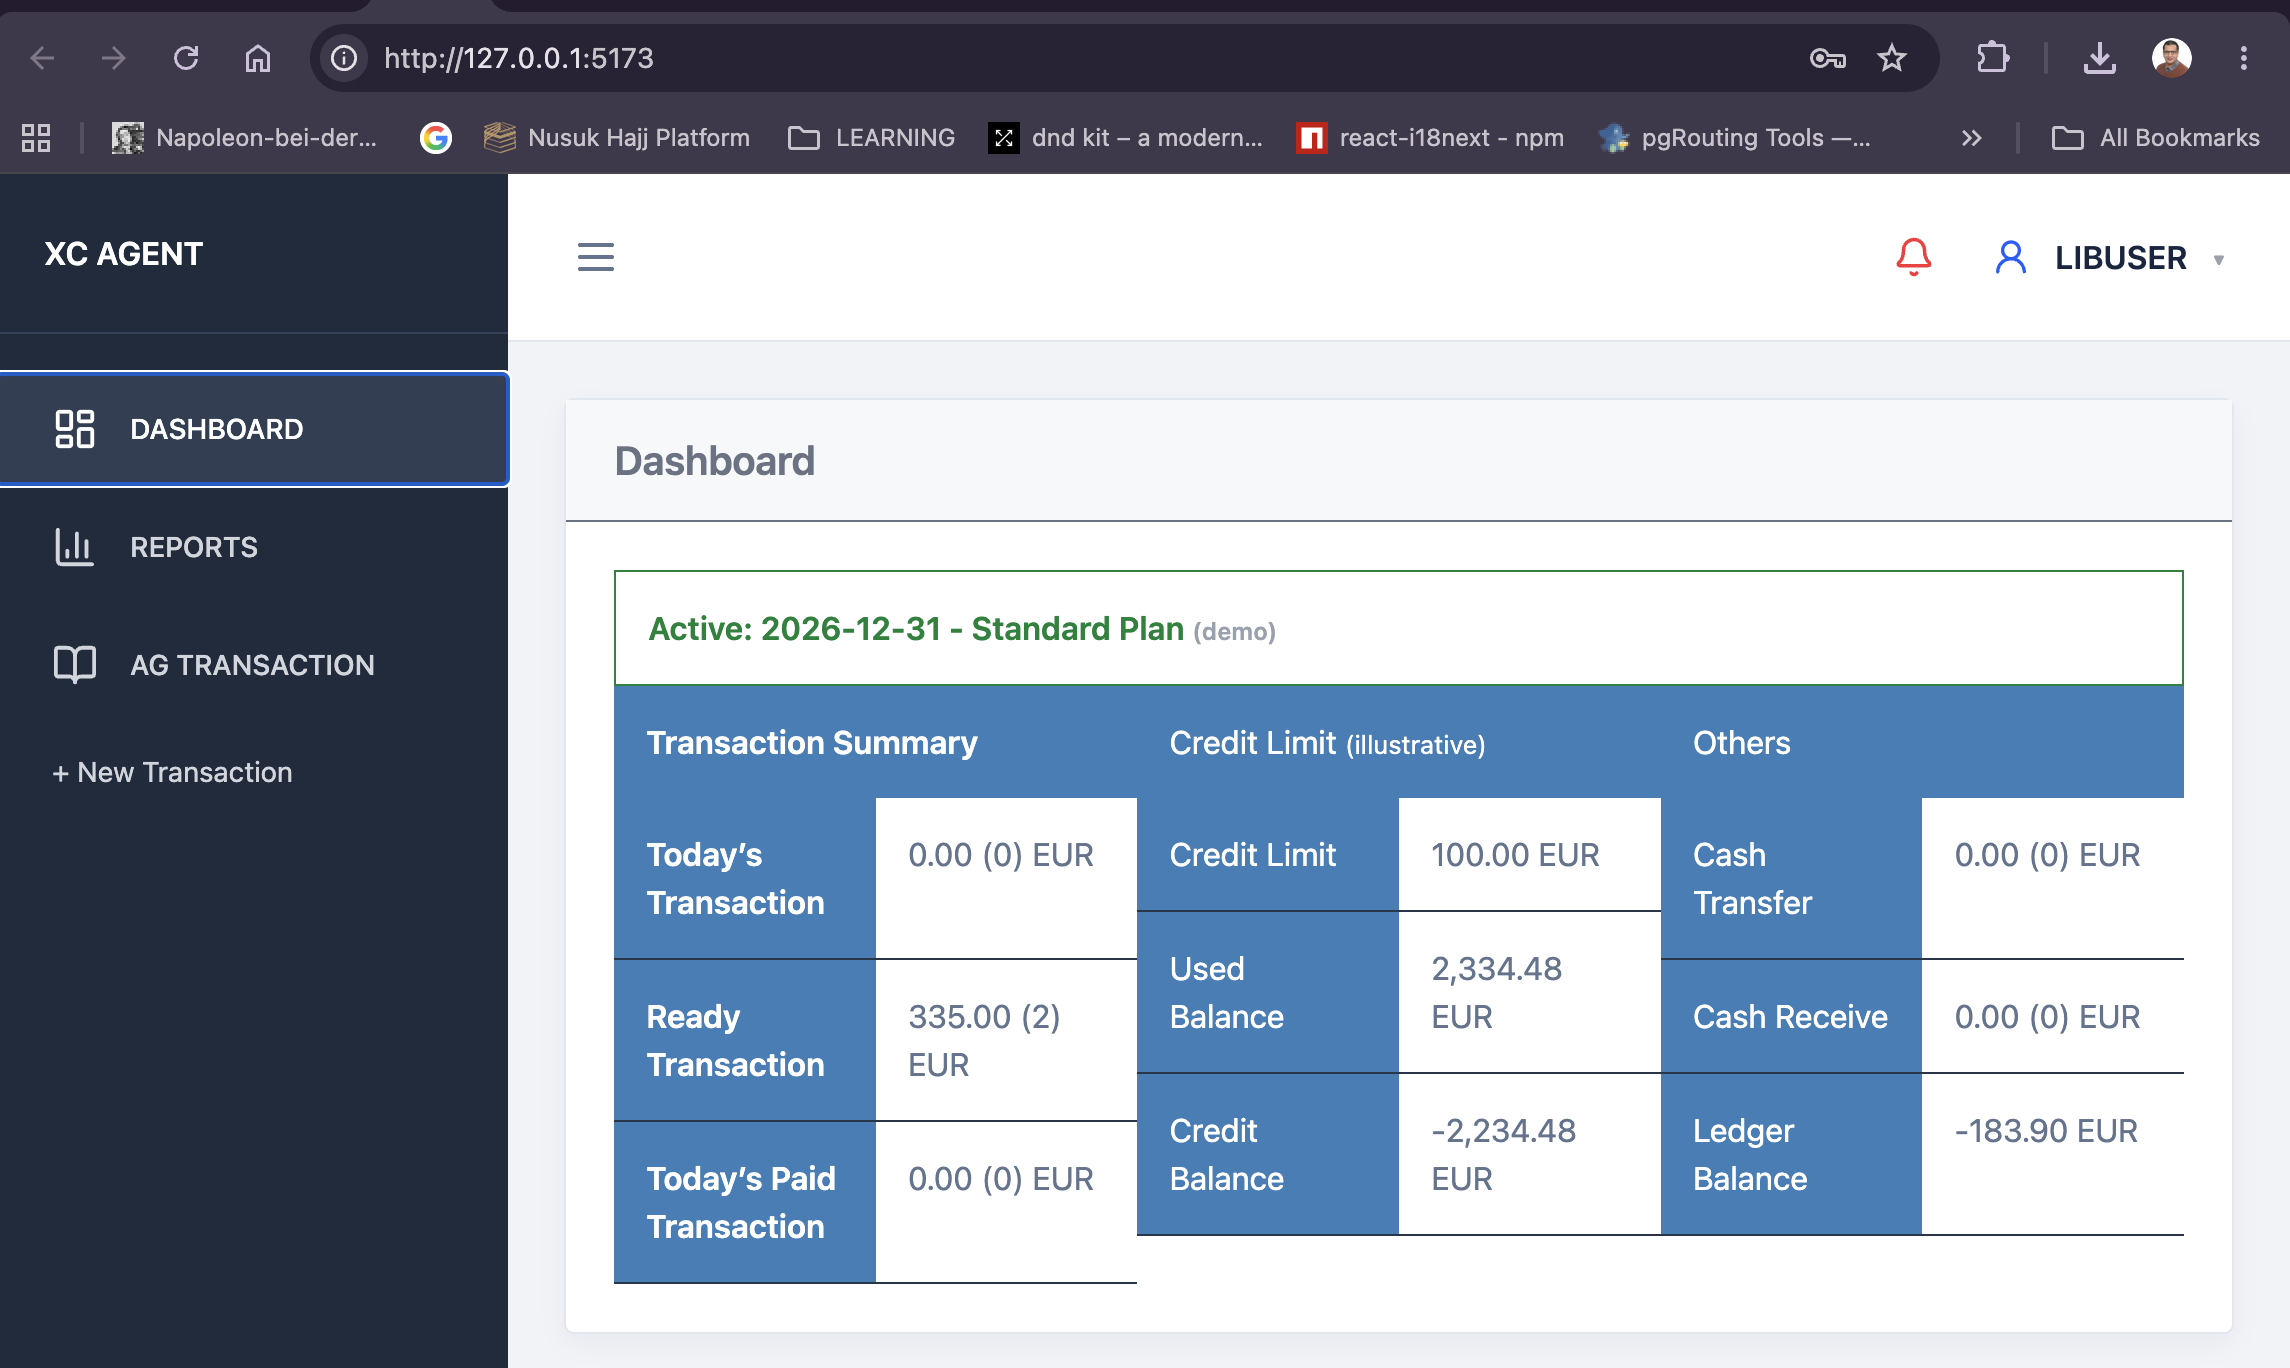 http://127.0.0.1:5173
Napoleon-bei-der...
Nusuk Hajj Platform
LEARNING
dnd kit – a modern...
react-i18next - npm
pgRouting Tools —...
All Bookmarks
XC AGENT
LIBUSER
DASHBOARD
REPORTS
AG TRANSACTION
+ New Transaction
Dashboard
Active: 2026-12-31 - Standard Plan (demo)
Transaction Summary
Today’s
Transaction
0.00 (0) EUR
Ready
Transaction
335.00 (2)
EUR
Today’s Paid
Transaction
0.00 (0) EUR
Credit Limit (illustrative)
Credit Limit
100.00 EUR
Used
Balance
2,334.48
EUR
Credit
Balance
-2,234.48
EUR
Others
Cash
Transfer
0.00 (0) EUR
Cash Receive
0.00 (0) EUR
Ledger
Balance
-183.90 EUR